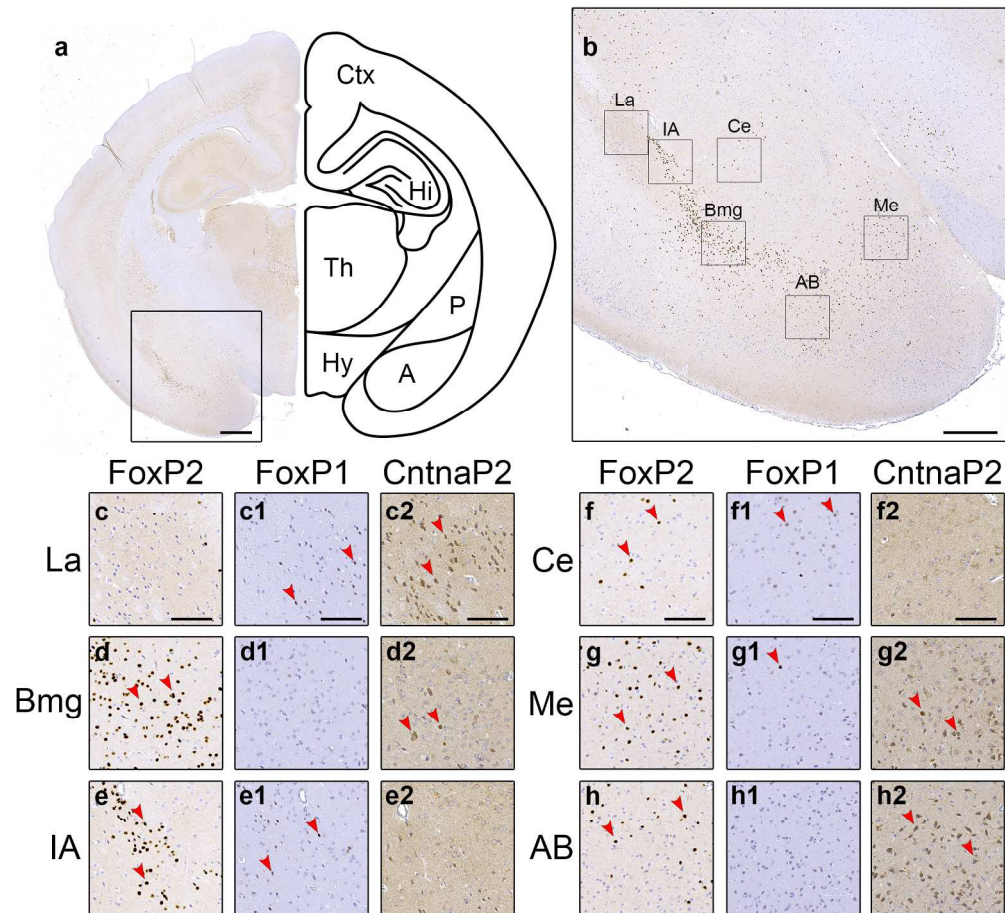 a
Ctx
Hi
Th
P
Hy
A
b
La
IA
Ce
Bmg
Me
AB
FoxP2 FoxP1 CntnaP2
La
c c1 c2
Bmg
d d1 d2
IA
e e1 e2
FoxP2 FoxP1 CntnaP2
Ce
f f1 f2
Me
g g1 g2
AB
h h1 h2